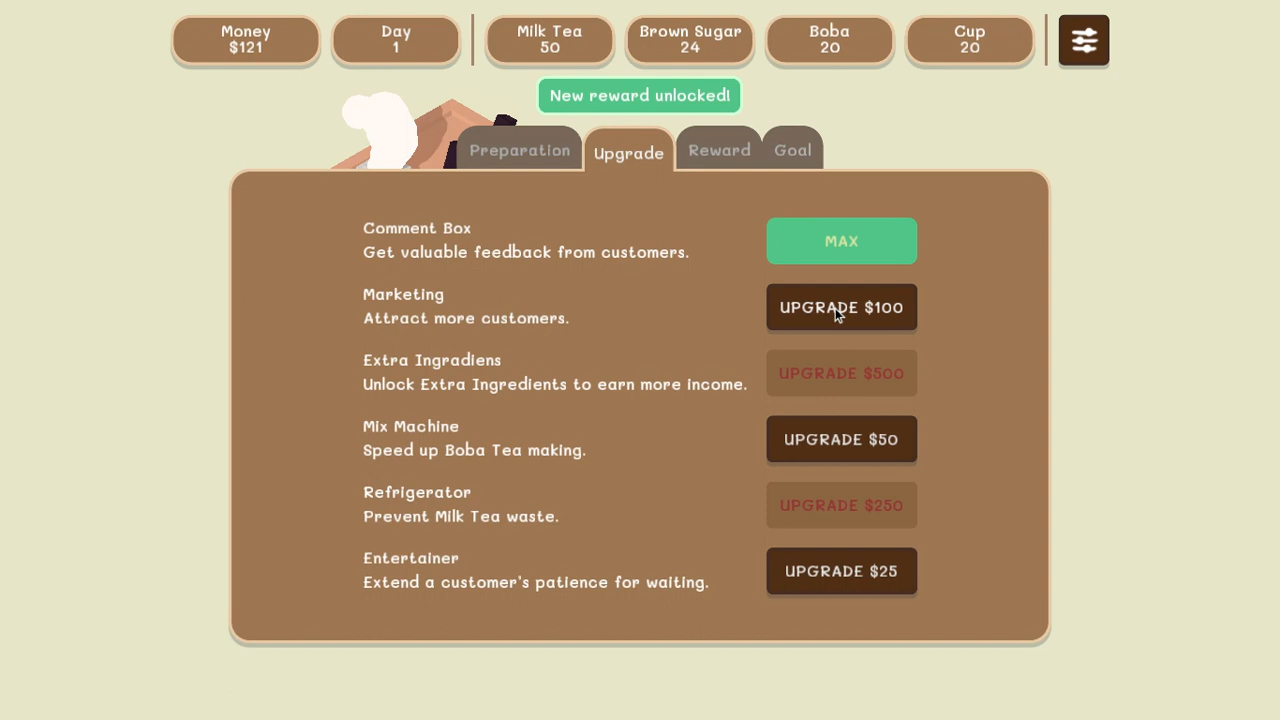 Money
$121
Day
1
Milk Tea
50
Brown Sugar
24
Boba
20
Cup
20
New reward unlocked!
Preparation
Upgrade
Reward
Goal
Comment Box
Get valuable feedback from customers.
MAX
Marketing
Attract more customers.
UPGRADE $100
Extra Ingradiens
Unlock Extra Ingredients to earn more income.
UPGRADE $500
Mix Machine
Speed up Boba Tea making.
UPGRADE $50
Refrigerator
Prevent Milk Tea waste.
UPGRADE $250
Entertainer
Extend a customer's patience for waiting.
UPGRADE $25